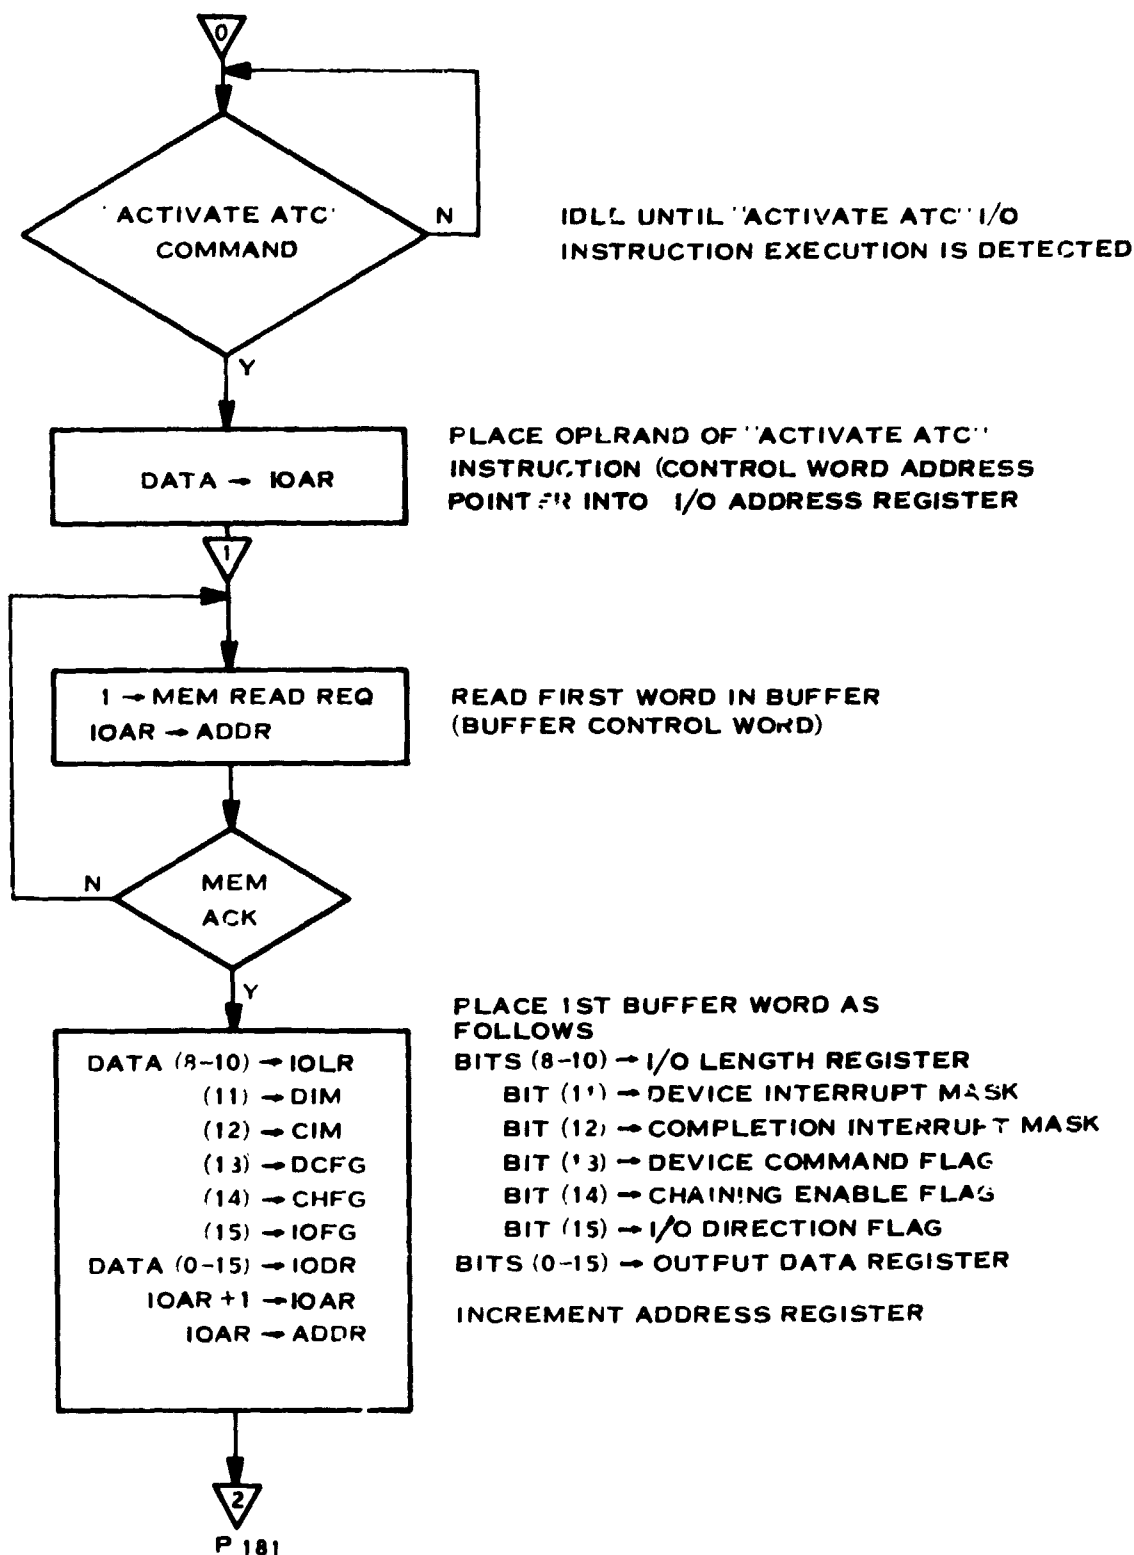 0
"ACTIVATE ATC"
COMMAND
N
IDLE UNTIL "ACTIVATE ATC" I/O
INSTRUCTION EXECUTION IS DETECTED
Y
DATA → IOAR
PLACE OPERAND OF "ACTIVATE ATC"
INSTRUCTION (CONTROL WORD ADDRESS
POINTER INTO I/O ADDRESS REGISTER
1
1 → MEM READ REQ
IOAR → ADDR
READ FIRST WORD IN BUFFER
(BUFFER CONTROL WORD)
N
MEM
ACK
Y
PLACE 1ST BUFFER WORD AS
FOLLOWS
DATA (8-10) → IOLR
BITS (8-10) → I/O LENGTH REGISTER
(11) → DIM
BIT (11) → DEVICE INTERRUPT MASK
(12) → CIM
BIT (12) → COMPLETION INTERRUPT MASK
(13) → DCFG
BIT (13) → DEVICE COMMAND FLAG
(14) → CHFG
BIT (14) → CHAINING ENABLE FLAG
(15) → IOFG
BIT (15) → I/O DIRECTION FLAG
DATA (0-15) → IODR
BITS (0-15) → OUTPUT DATA REGISTER
IOAR +1 → IOAR
INCREMENT ADDRESS REGISTER
IOAR → ADDR
2
P 181